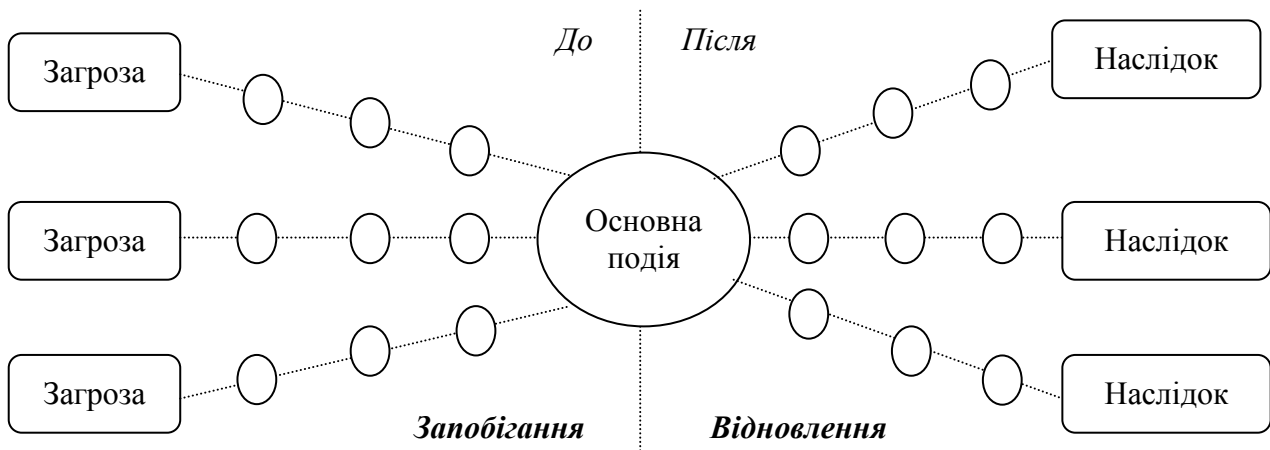 До
Після
Загроза
Наслідок
Загроза
Основна
подія
Наслідок
Загроза
Наслідок
Запобігання
Відновлення